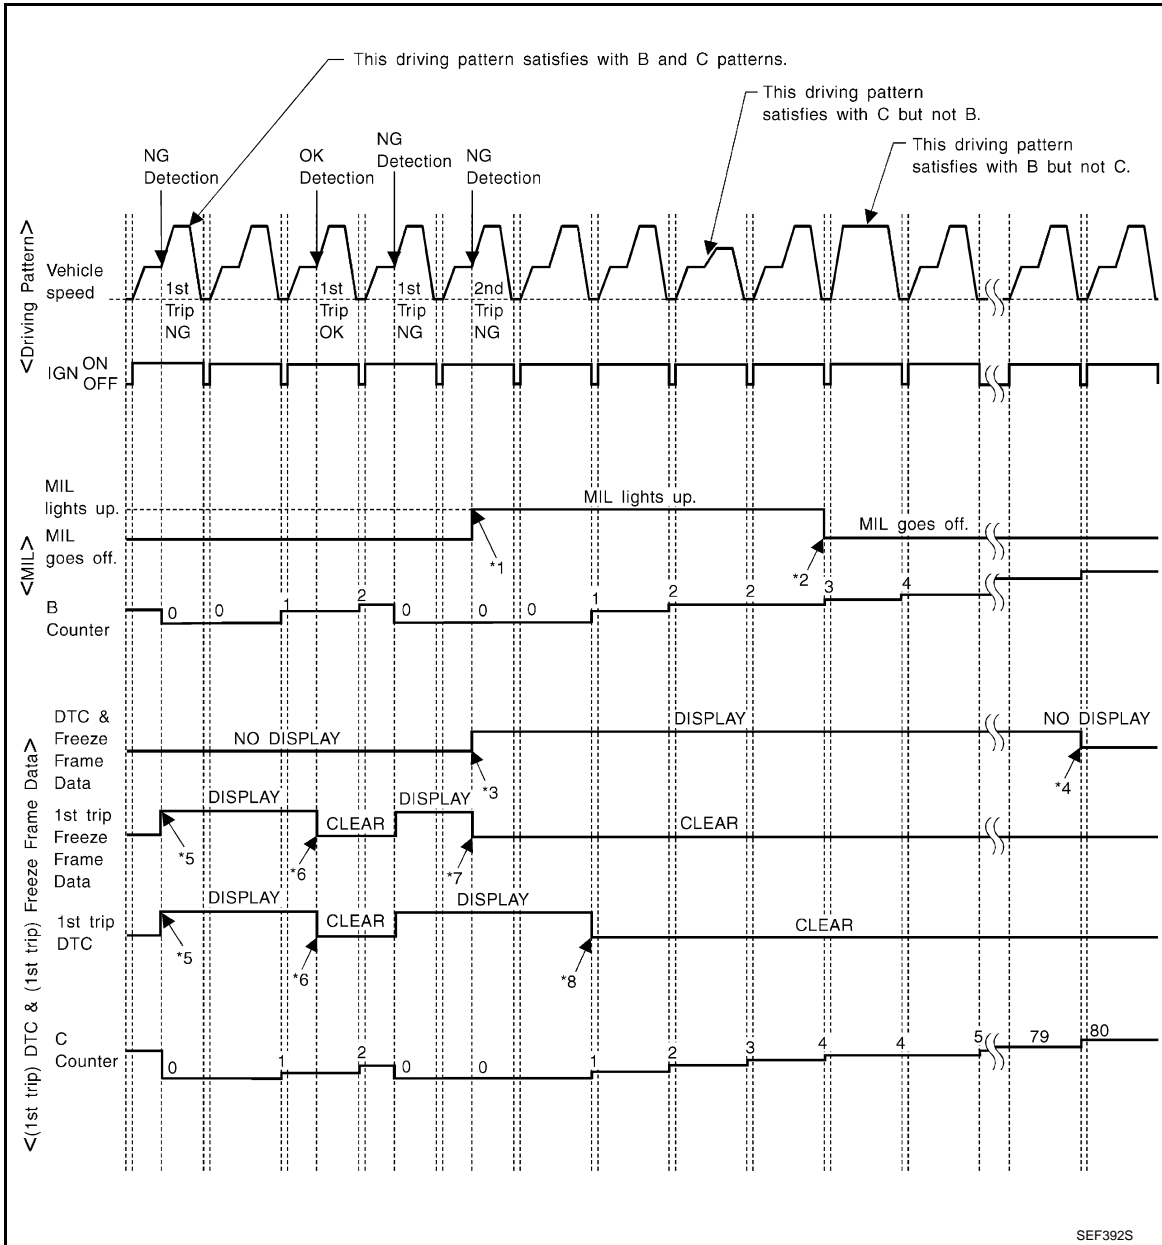 This driving pattern satisfies with B and C patterns.
This driving pattern
satisfies with C but not B.
This driving pattern
satisfies with B but not C.
NG
Detection
OK
Detection
NG
Detection
NG
Detection
<Driving Pattern>
Vehicle
speed
1st
Trip
NG
1st
Trip
OK
1st
Trip
NG
2nd
Trip
NG
IGN ON
OFF
<MIL>
MIL
lights up.
MIL
goes off.
MIL lights up.
MIL goes off.
*1
*2
B
Counter
0 0 1 2 0 0 0 1 2 2 3 4
<(1st trip) DTC & (1st trip) Freeze Frame Data>
DTC &
Freeze
Frame
Data
NO DISPLAY
DISPLAY
NO DISPLAY
*3
*4
1st trip
Freeze
Frame
Data
DISPLAY
CLEAR
DISPLAY
CLEAR
*5
*6
*7
1st trip
DTC
DISPLAY
CLEAR
DISPLAY
CLEAR
*5
*6
*8
C
Counter
0 1 2 0 0 1 2 3 4 4 5 79 80
SEF392S